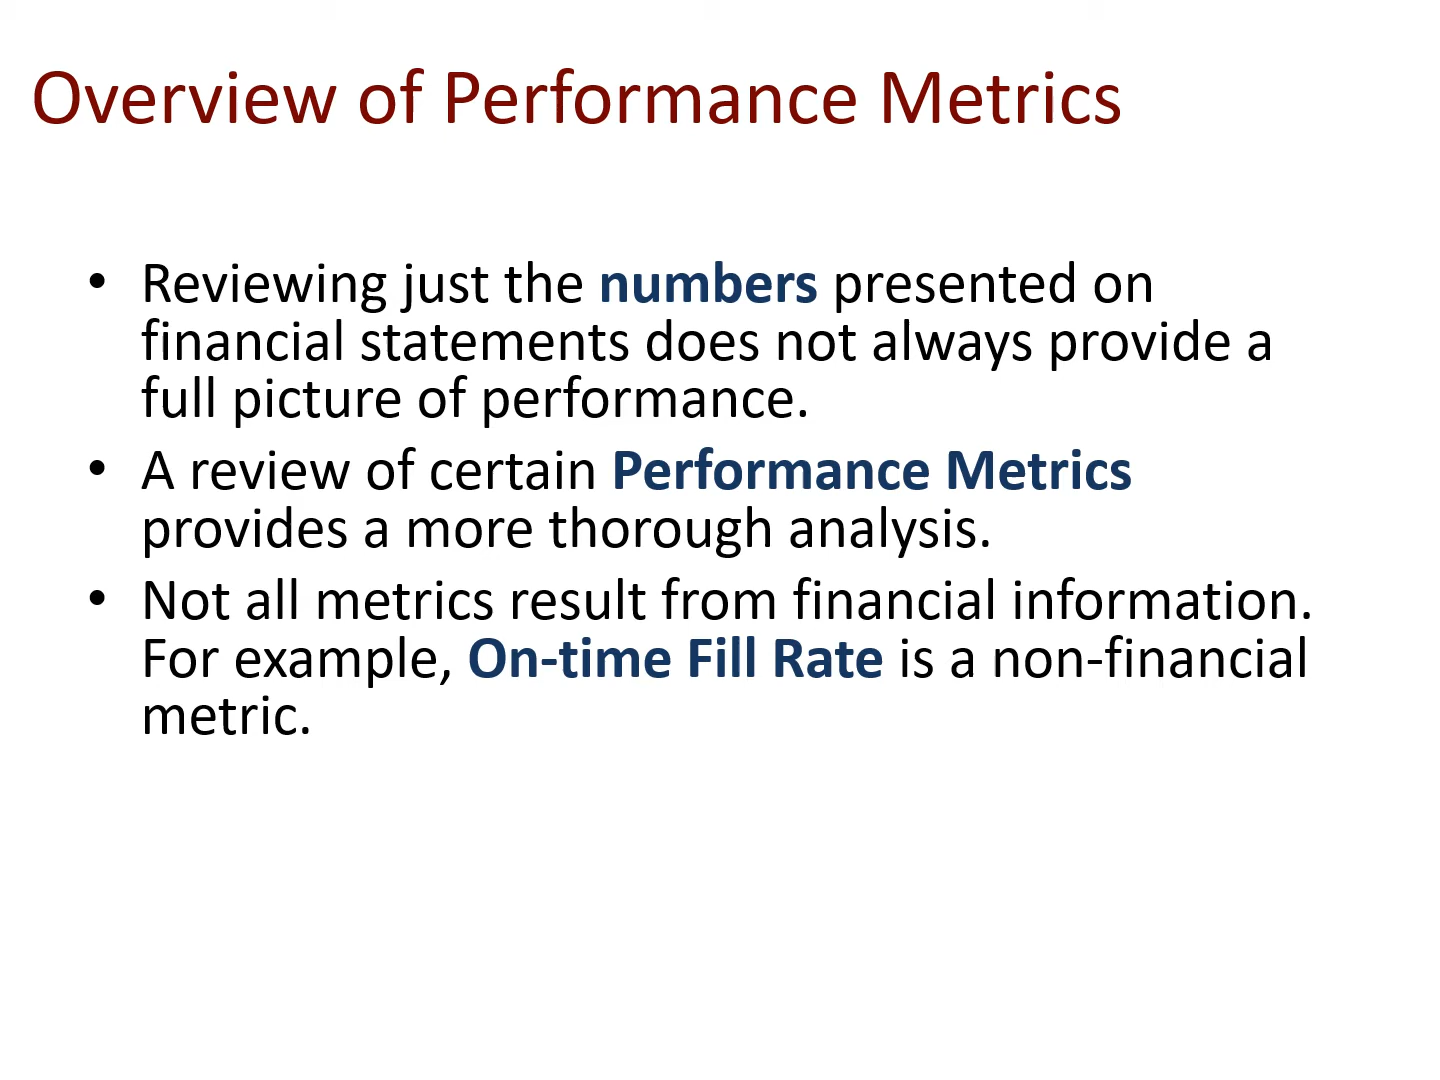 Overview of Performance Metrics
• Reviewing just the numbers presented on
financial statements does not always provide a
full picture of performance.
• A review of certain Performance Metrics
provides a more thorough analysis.
• Not all metrics result from financial information.
For example, On-time Fill Rate is a non-financial
metric.